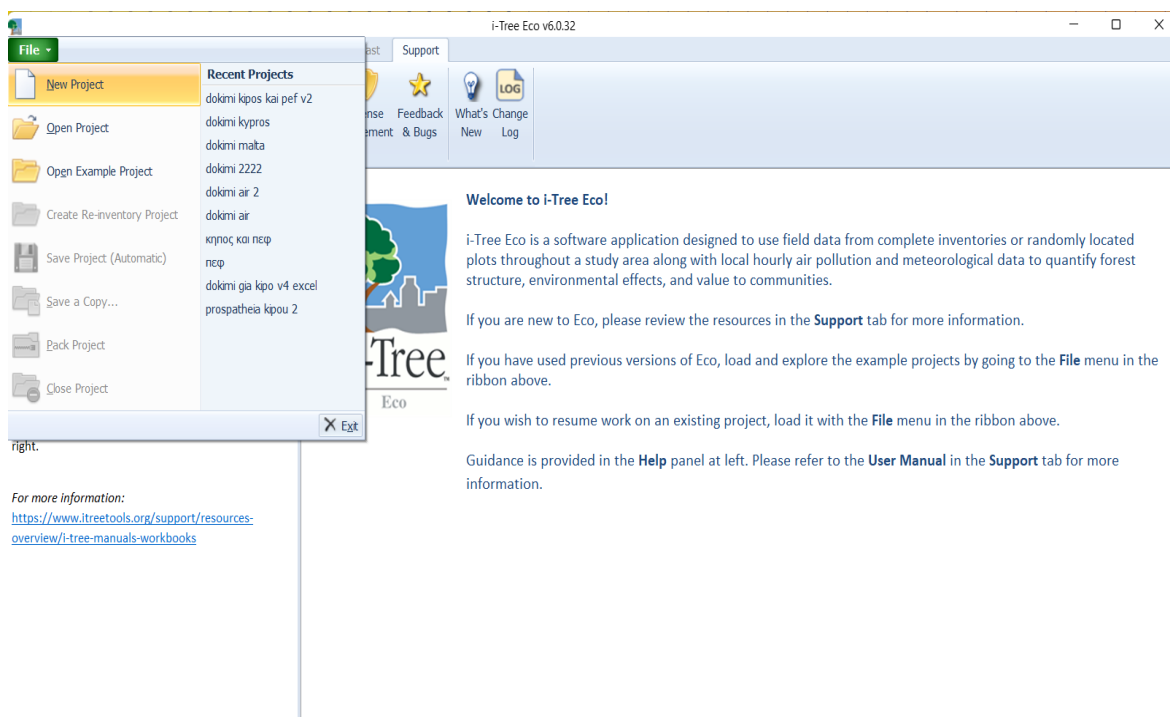 i-Tree Eco v6.0.32
File
ast
Support
New Project
Open Project
Open Example Project
Create Re-inventory Project
Save Project (Automatic)
Save a Copy...
Pack Project
Close Project
Recent Projects
dokimi kipos kai pef v2
dokimi kypros
dokimi malta
dokimi 2222
dokimi air 2
dokimi air
κηπος και πεφ
πεφ
dokimi gia kipo v4 excel
prospatheia kipou 2
Exit
nse
ement
Feedback
& Bugs
What's
New
LOG
Change
Log
-Tree
Eco
Welcome to i-Tree Eco!
i-Tree Eco is a software application designed to use field data from complete inventories or randomly located
plots throughout a study area along with local hourly air pollution and meteorological data to quantify forest
structure, environmental effects, and value to communities.
If you are new to Eco, please review the resources in the Support tab for more information.
If you have used previous versions of Eco, load and explore the example projects by going to the File menu in the
ribbon above.
If you wish to resume work on an existing project, load it with the File menu in the ribbon above.
Guidance is provided in the Help panel at left. Please refer to the User Manual in the Support tab for more
information.
right.
For more information:
https://www.itreetools.org/support/resources-
overview/i-tree-manuals-workbooks